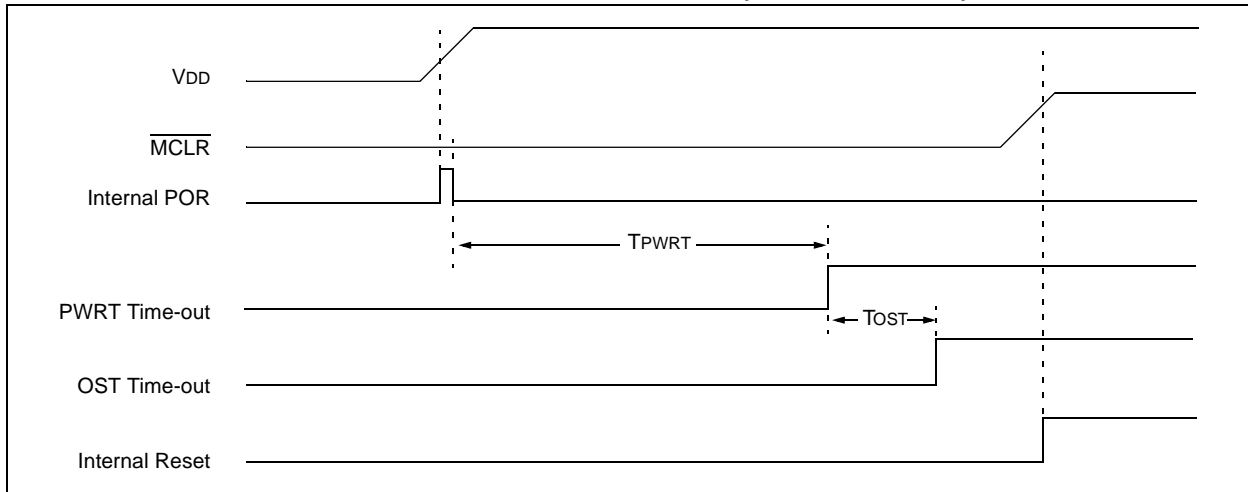 VDD
MCLR
Internal POR
TPWRT
PWRT Time-out
TOST
OST Time-out
Internal Reset